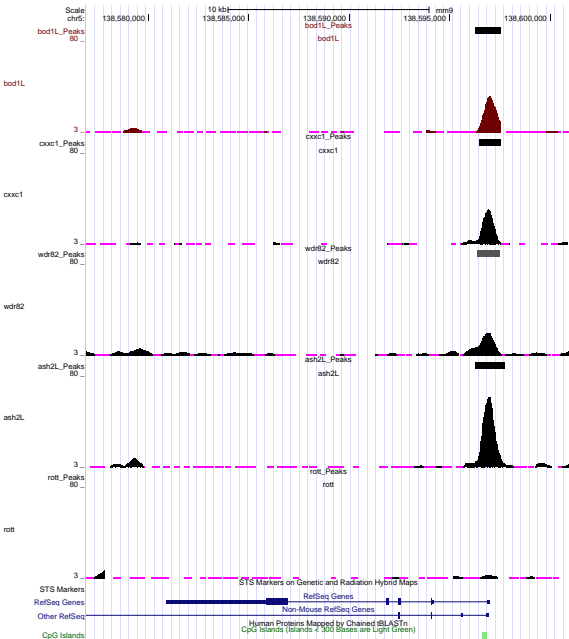 Scale 10 kb mm9
chr5: 138,580,000 138,585,000 138,590,000 138,595,000 138,600,000
bod1L_Peaks bod1L_Peaks
80 bod1L
bod1L
3
cxxc1_Peaks cxxc1_Peaks
80 cxxc1
cxxc1
3
wdr82_Peaks wdr82_Peaks
80 wdr82
wdr82
3
ash2L_Peaks ash2L_Peaks
80 ash2L
ash2L
3
rott_Peaks rott_Peaks
80 rott
rott
3
STS Markers on Genetic and Radiation Hybrid Maps
STS Markers
RefSeq Genes
RefSeq Genes
Non-Mouse RefSeq Genes
Other RefSeq
Human Proteins Mapped by Chained tBLASTn
CpG Islands (Islands < 300 Bases are Light Green)
CpG Islands